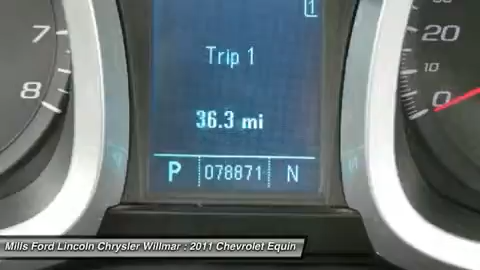 1
7
8
20
10
0
Trip 1
36.3 mi
P 078871 N
Mills Ford Lincoln Chrysler Willmar : 2011 Chevrolet Equin